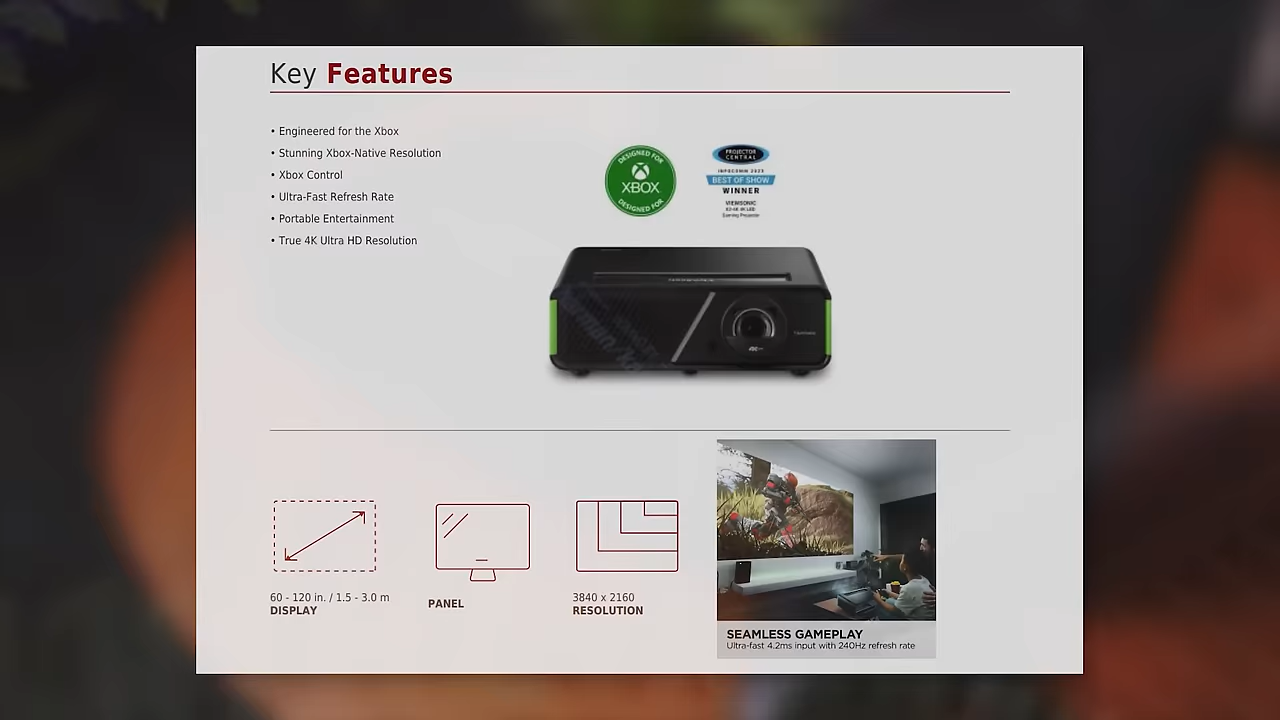 Key Features
• Engineered for the Xbox
• Stunning Xbox-Native Resolution
• Xbox Control
• Ultra-Fast Refresh Rate
• Portable Entertainment
• True 4K Ultra HD Resolution
DESIGNED FOR
XBOX
DESIGNED FOR
PROJECTOR
CENTRAL
INFOCOMM 2023
BEST OF SHOW
WINNER
VIEWSONIC
4K
60 - 120 in. / 1.5 - 3.0 m
DISPLAY
PANEL
3840 x 2160
RESOLUTION
SEAMLESS GAMEPLAY
Ultra-fast 4.2ms input with 240Hz refresh rate